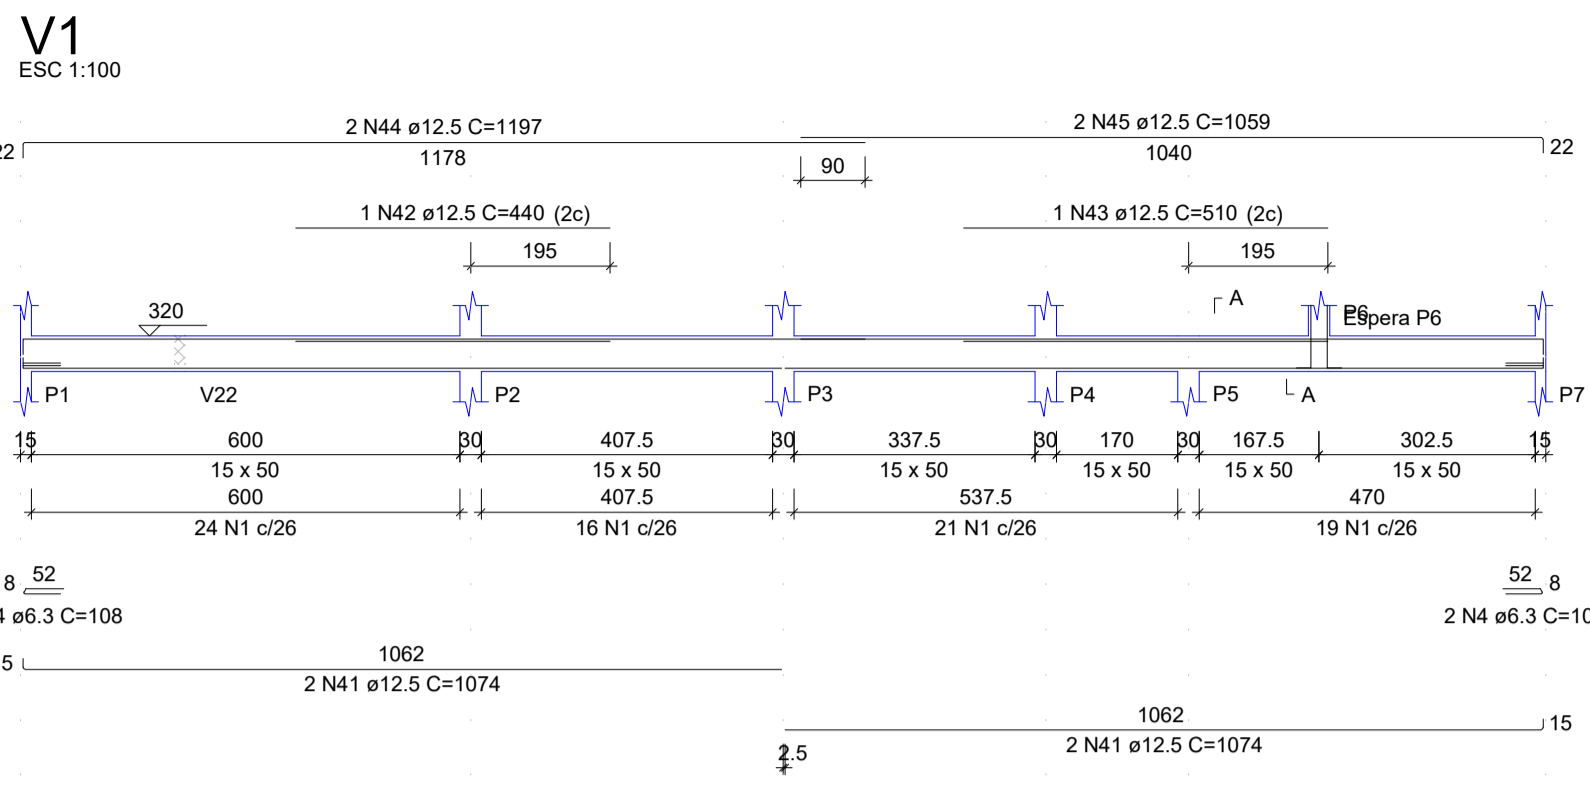 V1
ESC 1:100
2 N44 ø12.5 C=1197
2 N45 ø12.5 C=1059
22
1178
1040
22
90
1 N42 ø12.5 C=440 (2c)
1 N43 ø12.5 C=510 (2c)
195
195
A
320
P6
Espera P6
P1
V22
P2
P3
P4
P5
A
P7
15
600
30
407.5
30
337.5
30
170
30
167.5
302.5
15
15 x 50
15 x 50
15 x 50
15 x 50
15 x 50
15 x 50
600
407.5
537.5
470
24 N1 c/26
16 N1 c/26
21 N1 c/26
19 N1 c/26
8
52
52
8
4 ø6.3 C=108
2 N4 ø6.3 C=10
5
1062
2 N41 ø12.5 C=1074
1062
15
2 N41 ø12.5 C=1074
2.5